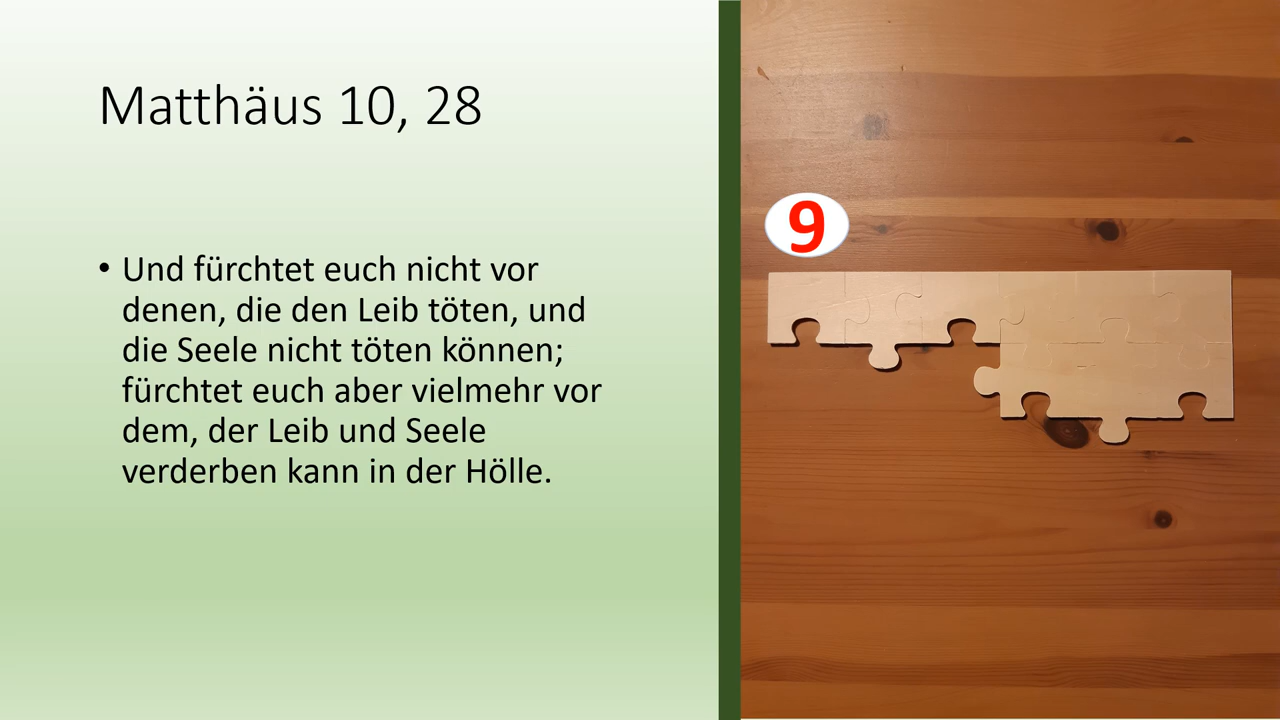 Matthäus 10, 28
• Und fürchtet euch nicht vor
denen, die den Leib töten, und
die Seele nicht töten können;
fürchtet euch aber vielmehr vor
dem, der Leib und Seele
verderben kann in der Hölle.
9